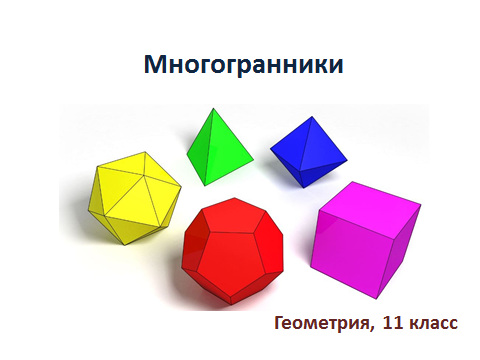 Многогранники
Геометрия, 11 класс